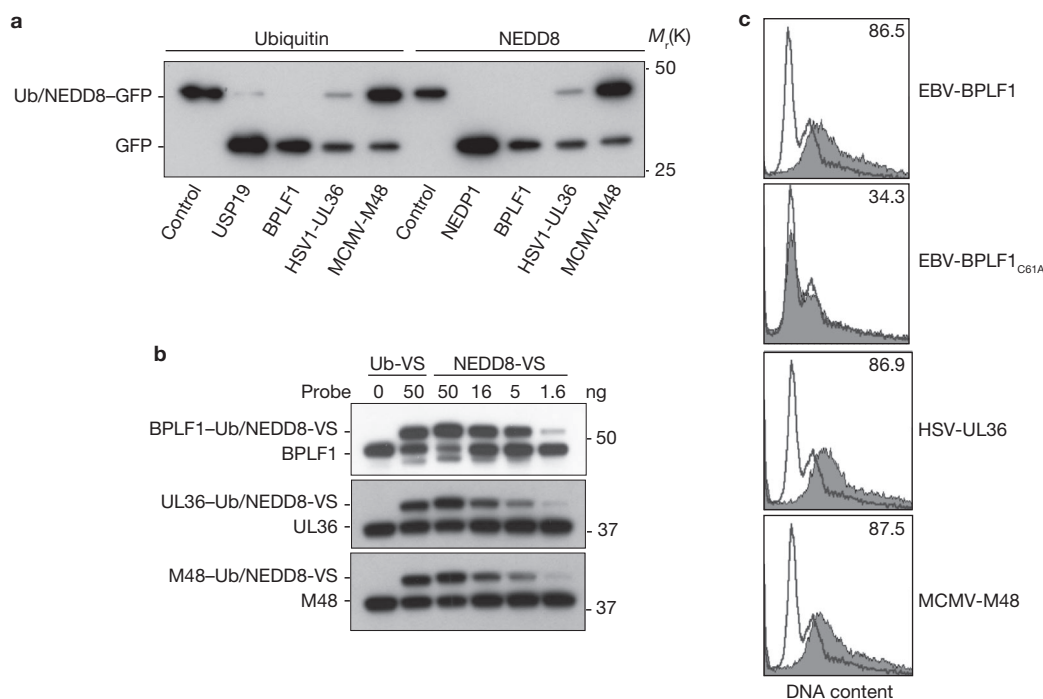 a
Ubiquitin NEDD8 Mr(K)
50
Ub/NEDD8–GFP
GFP
25
Control
USP19
BPLF1
HSV1-UL36
MCMV-M48
Control
NEDP1
BPLF1
HSV1-UL36
MCMV-M48
b
Ub-VS NEDD8-VS
Probe 0 50 50 16 5 1.6 ng
BPLF1–Ub/NEDD8-VS
50
BPLF1
UL36–Ub/NEDD8-VS
UL36
37
M48–Ub/NEDD8-VS
M48
37
c
86.5
EBV-BPLF1
34.3
EBV-BPLF1C61A
86.9
HSV-UL36
87.5
MCMV-M48
DNA content